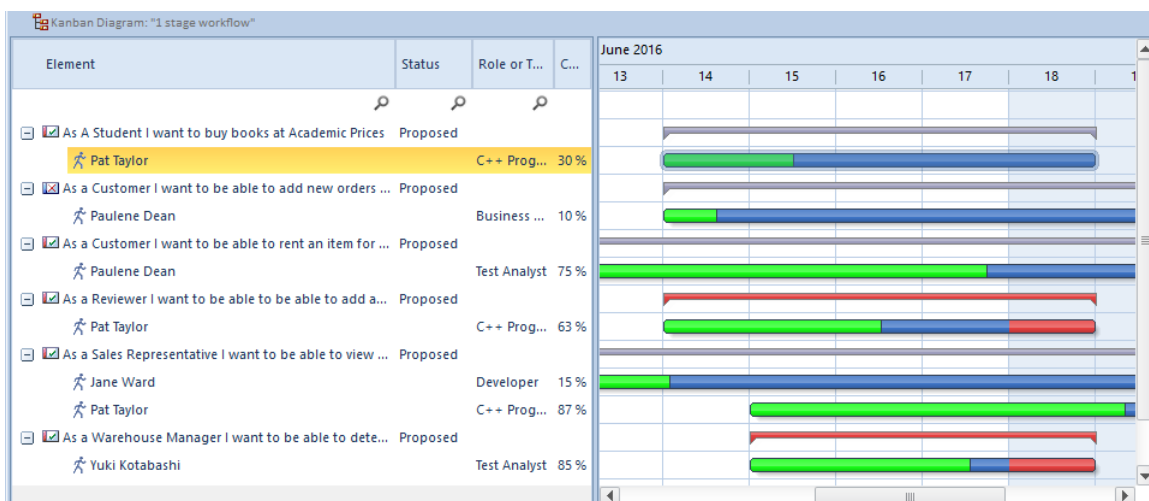 Kanban Diagram: "1 stage workflow"
Element Status Role or T... C... June 2016
13 14 15 16 17 18 1
As A Student I want to buy books at Academic Prices Proposed
Pat Taylor C++ Prog... 30 %
As a Customer I want to be able to add new orders ... Proposed
Paulene Dean Business ... 10 %
As a Customer I want to be able to rent an item for ... Proposed
Paulene Dean Test Analyst 75 %
As a Reviewer I want to be able to be able to add a... Proposed
Pat Taylor C++ Prog... 63 %
As a Sales Representative I want to be able to view ... Proposed
Jane Ward Developer 15 %
Pat Taylor C++ Prog... 87 %
As a Warehouse Manager I want to be able to dete... Proposed
Yuki Kotabashi Test Analyst 85 %